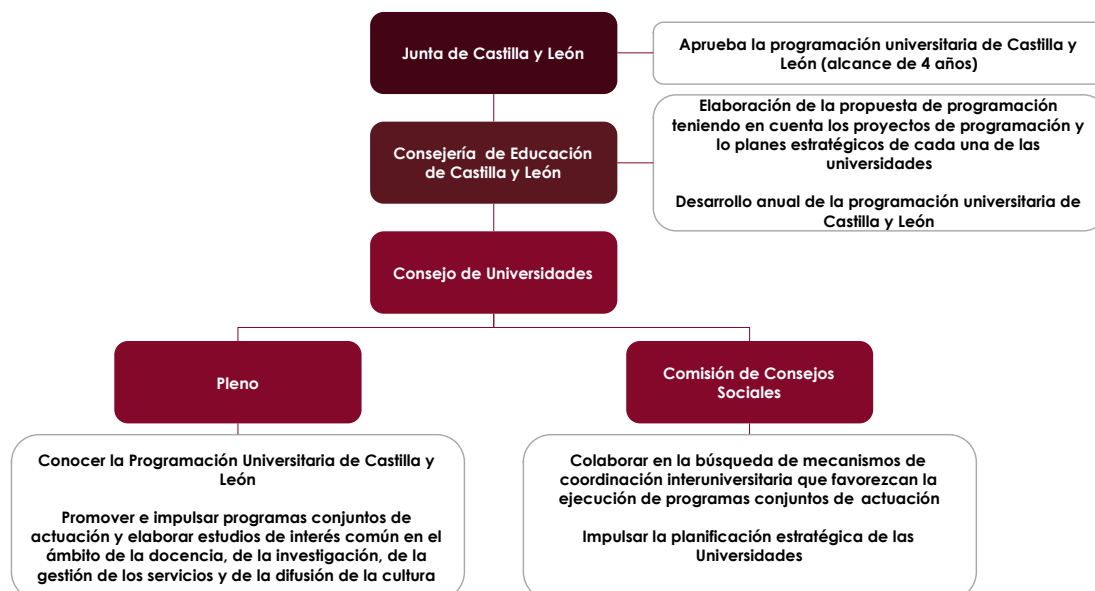 Junta de Castilla y León
Aprueba la programación universitaria de Castilla y
León (alcance de 4 años)
Consejería de Educación
de Castilla y León
Elaboración de la propuesta de programación
teniendo en cuenta los proyectos de programación y
lo planes estratégicos de cada una de las
universidades
Desarrollo anual de la programación universitaria de
Castilla y León
Consejo de Universidades
Pleno
Comisión de Consejos
Sociales
Conocer la Programación Universitaria de Castilla y
León
Promover e impulsar programas conjuntos de
actuación y elaborar estudios de interés común en el
ámbito de la docencia, de la investigación, de la
gestión de los servicios y de la difusión de la cultura
Colaborar en la búsqueda de mecanismos de
coordinación interuniversitaria que favorezcan la
ejecución de programas conjuntos de actuación
Impulsar la planificación estratégica de las
Universidades